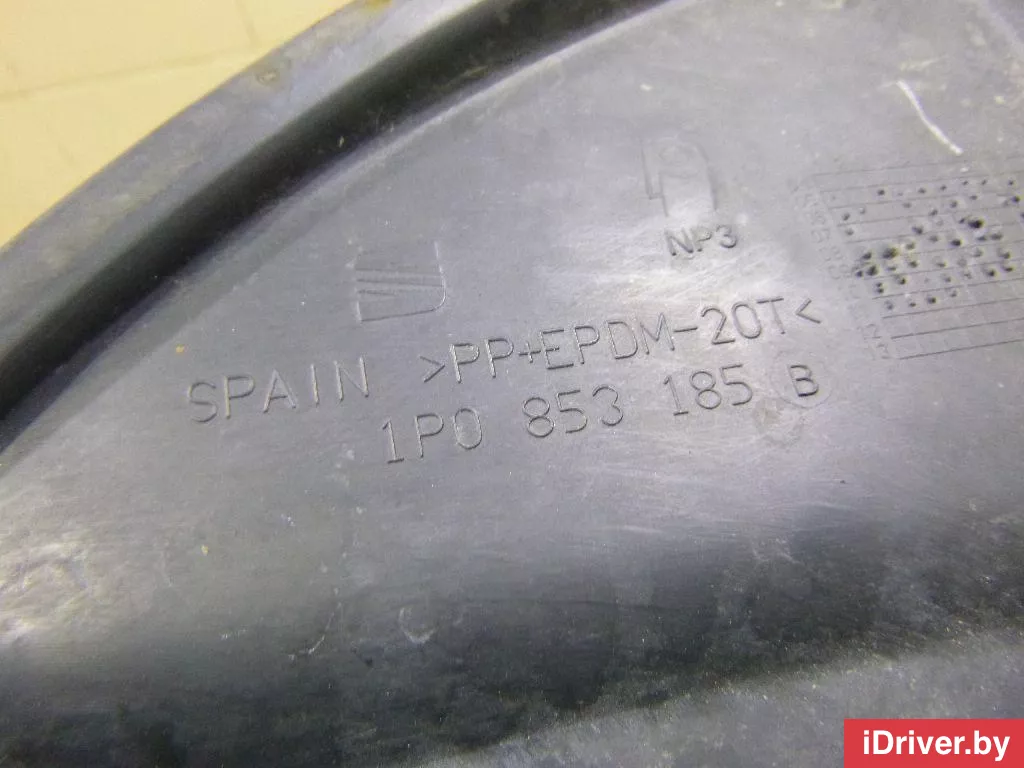 NP3
SPAIN >PP+EPDM-20T<
1P0 853 185 B
iDriver.by